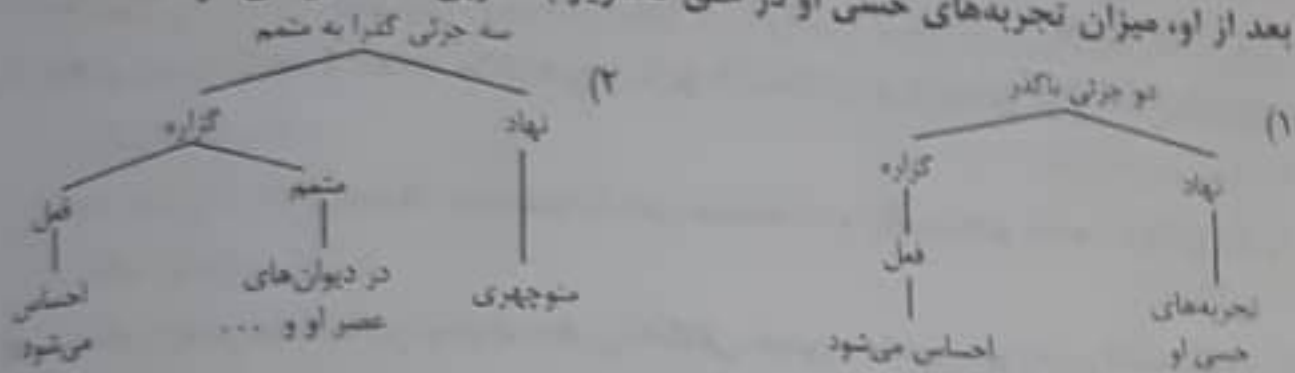 بعد از او، میزان تجربه‌های حسی او در
۱)
دو جزئی ناگذر
نهاد
گزاره
تجربه‌های
حسی او
فعل
احساس می‌شود
۲)
سه جزئی گذرا به متمم
نهاد
گزاره
منوچهری
متمم
فعل
در دیوان‌های
عصر او و ...
احساس
می‌شود